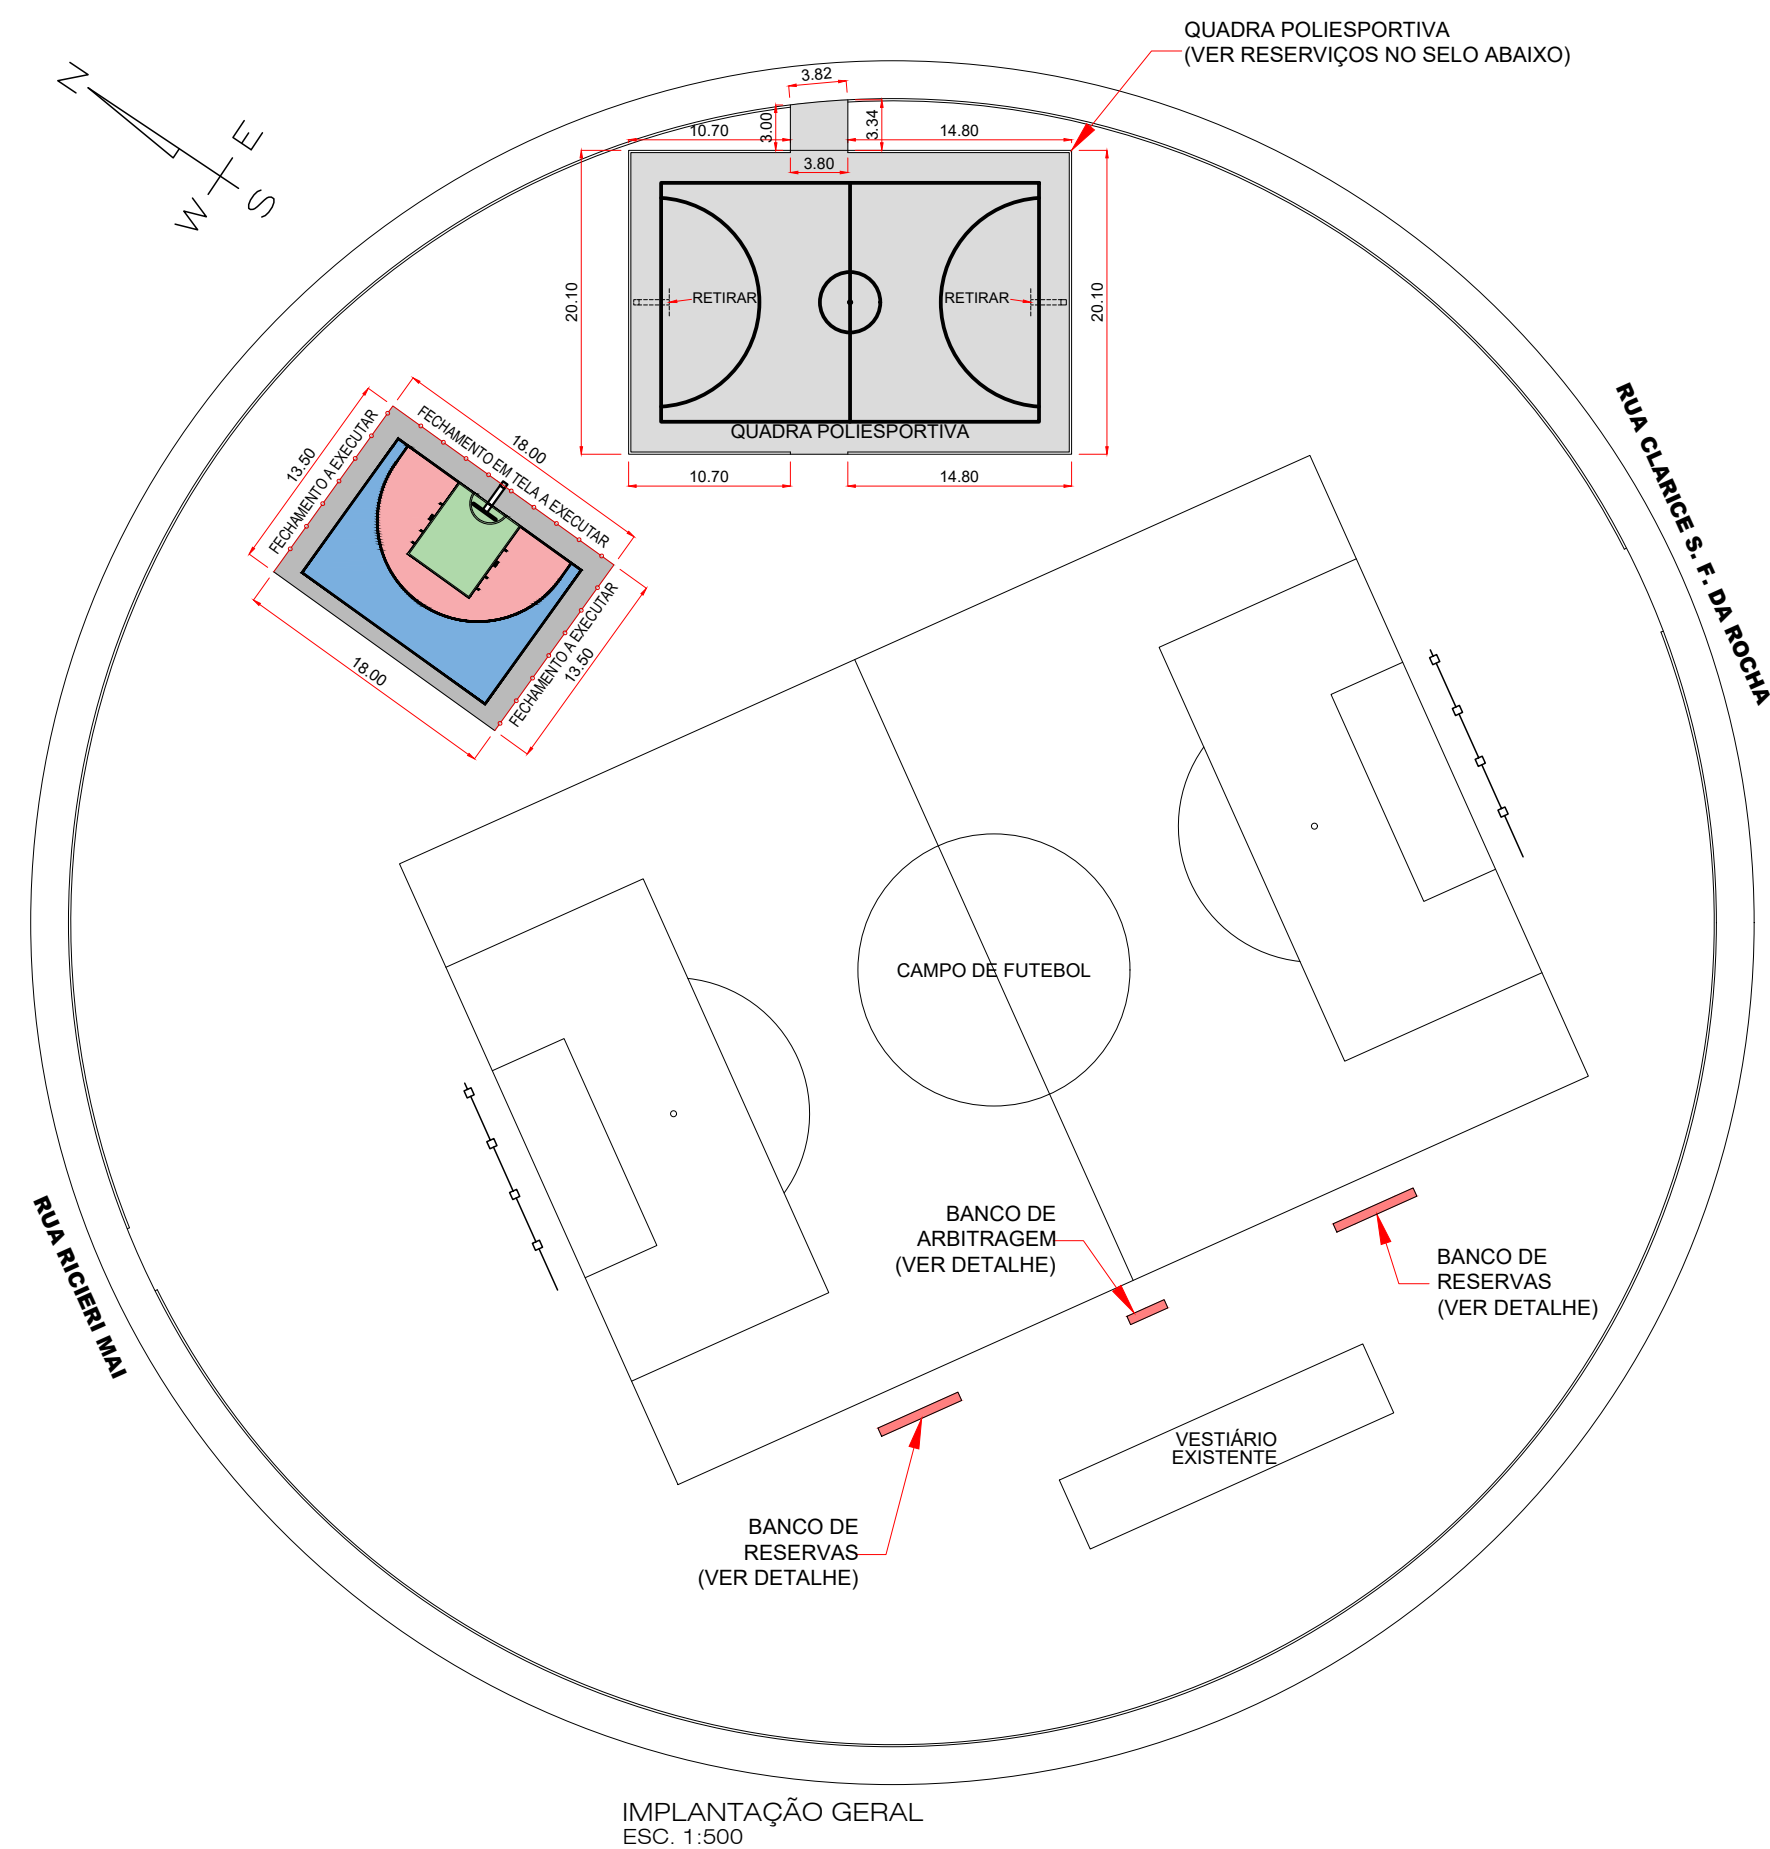 QUADRA POLIESPORTIVA
(VER RESERVIÇOS NO SELO ABAIXO)
N
E
W
S
3.82
3.00
3.34
10.70
14.80
3.80
20.10
20.10
RETIRAR
RETIRAR
QUADRA POLIESPORTIVA
10.70
14.80
13.50
FECHAMENTO A EXECUTAR
FECHAMENTO EM TELA A EXECUTAR
18.00
FECHAMENTO A EXECUTAR
13.50
18.00
RUA CLARICE S. F. DA ROCHA
CAMPO DE FUTEBOL
RUA RICIERI MAI
BANCO DE
ARBITRAGEM
(VER DETALHE)
BANCO DE
RESERVAS
(VER DETALHE)
VESTIÁRIO
EXISTENTE
BANCO DE
RESERVAS
(VER DETALHE)
IMPLANTAÇÃO GERAL
ESC. 1:500